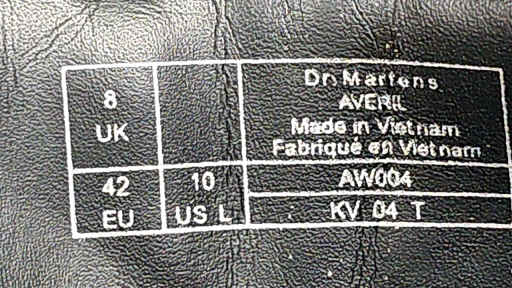 8
UK
42
EU
10
US L
Dr. Martens
AVERIL
Made in Vietnam
Fabriqué en Vietnam
AW004
KV 04 T